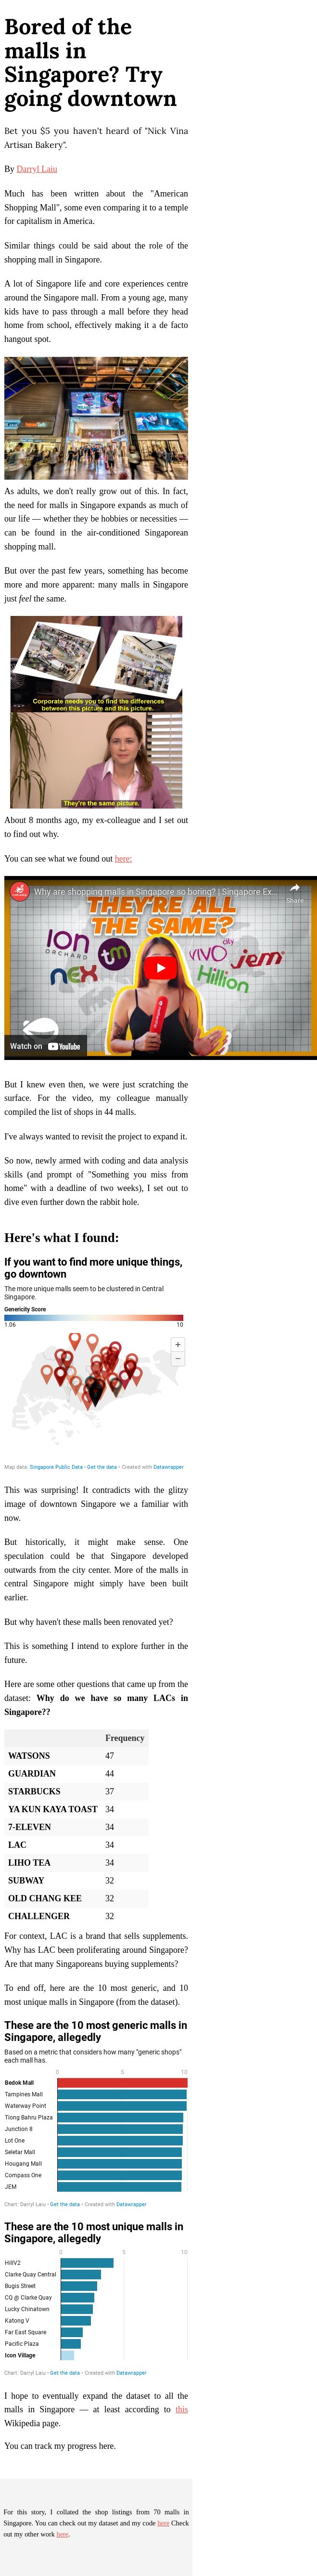 Bored of the
malls in
Singapore? Try
going downtown
Bet you $5 you haven't heard of "Nick Vina
Artisan Bakery".
By Darryl Laiu
Much has been written about the "American
Shopping Mall", some even comparing it to a temple
for capitalism in America.
Similar things could be said about the role of the
shopping mall in Singapore.
A lot of Singapore life and core experiences centre
around the Singapore mall. From a young age, many
kids have to pass through a mall before they head
home from school, effectively making it a de facto
hangout spot.
As adults, we don't really grow out of this. In fact,
the need for malls in Singapore expands as much of
our life — whether they be hobbies or necessities —
can be found in the air-conditioned Singaporean
shopping mall.
But over the past few years, something has become
more and more apparent: many malls in Singapore
just feel the same.
Corporate needs you to find the differences
between this picture and this picture.
They're the same picture.
About 8 months ago, my ex-colleague and I set out
to find out why.
You can see what we found out here:
Why are shopping malls in Singapore so boring? | Singapore Ex...
Share
THEY'RE ALL
THE SAME?
ION
ORCHARD
nex
tm
VIVO
city
jem
Hillion
Watch on YouTube
But I knew even then, we were just scratching the
surface. For the video, my colleague manually
compiled the list of shops in 44 malls.
I've always wanted to revisit the project to expand it.
So now, newly armed with coding and data analysis
skills (and prompt of "Something you miss from
home" with a deadline of two weeks), I set out to
dive even further down the rabbit hole.
Here's what I found:
If you want to find more unique things,
go downtown
The more unique malls seem to be clustered in Central
Singapore.
Genericity Score
1.06 10
+
−
Map data: Singapore Public Data • Get the data • Created with Datawrapper
This was surprising! It contradicts with the glitzy
image of downtown Singapore we a familiar with
now.
But historically, it might make sense. One
speculation could be that Singapore developed
outwards from the city center. More of the malls in
central Singapore might simply have been built
earlier.
But why haven't these malls been renovated yet?
This is something I intend to explore further in the
future.
Here are some other questions that came up from the
dataset: Why do we have so many LACs in
Singapore??
Frequency
WATSONS 47
GUARDIAN 44
STARBUCKS 37
YA KUN KAYA TOAST 34
7-ELEVEN 34
LAC 34
LIHO TEA 34
SUBWAY 32
OLD CHANG KEE 32
CHALLENGER 32
For context, LAC is a brand that sells supplements.
Why has LAC been proliferating around Singapore?
Are that many Singaporeans buying supplements?
To end off, here are the 10 most generic, and 10
most unique malls in Singapore (from the dataset).
These are the 10 most generic malls in
Singapore, allegedly
Based on a metric that considers how many "generic shops"
each mall has.
0 5 10
Bedok Mall
Tampines Mall
Waterway Point
Tiong Bahru Plaza
Junction 8
Lot One
Seletar Mall
Hougang Mall
Compass One
JEM
Chart: Darryl Laiu • Get the data • Created with Datawrapper
These are the 10 most unique malls in
Singapore, allegedly
0 5 10
HillV2
Clarke Quay Central
Bugis Street
CQ @ Clarke Quay
Lucky Chinatown
Katong V
Far East Square
Pacific Plaza
Icon Village
Chart: Darryl Laiu • Get the data • Created with Datawrapper
I hope to eventually expand the dataset to all the
malls in Singapore — at least according to this
Wikipedia page.
You can track my progress here.
For this story, I collated the shop listings from 70 malls in
Singapore. You can check out my dataset and my code here Check
out my other work here.